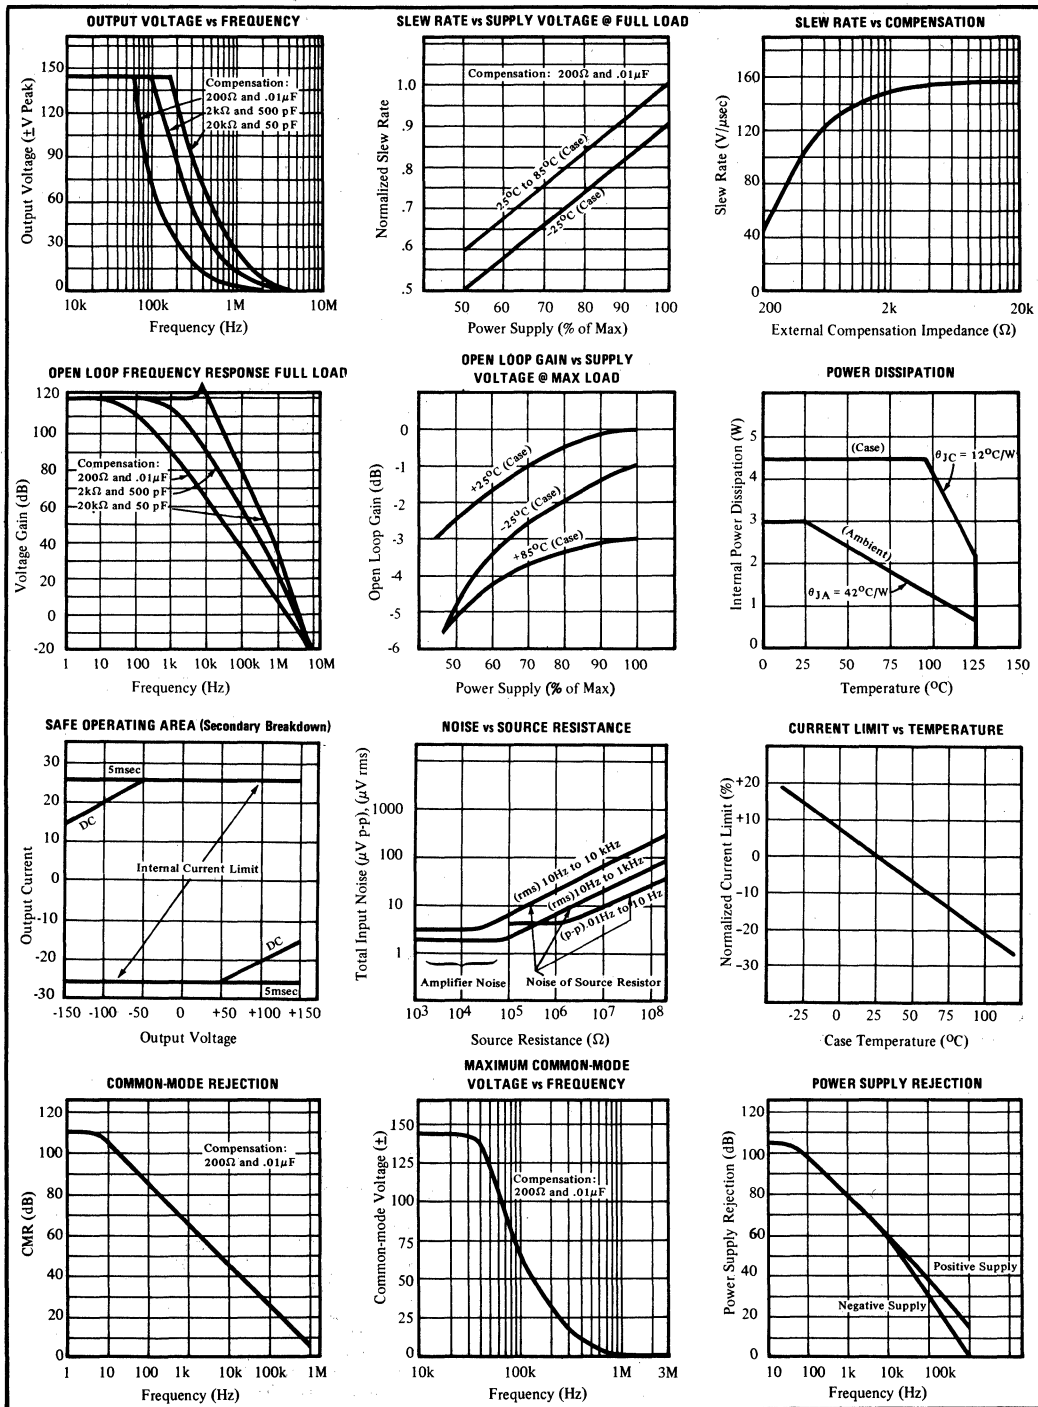 OUTPUT VOLTAGE vs FREQUENCY
Output Voltage (±V Peak)
150
120
90
60
30
0
Compensation:
200Ω and .01μF
2kΩ and 500 pF
20kΩ and 50 pF
10k 100k 1M 10M
Frequency (Hz)
SLEW RATE vs SUPPLY VOLTAGE @ FULL LOAD
Normalized Slew Rate
1.0
.9
.8
.7
.6
.5
Compensation: 200Ω and .01μF
25°C to 85°C (Case)
-25°C (Case)
50 60 70 80 90 100
Power Supply (% of Max)
SLEW RATE vs COMPENSATION
Slew Rate (V/μsec)
160
120
80
40
0
200 2k 20k
External Compensation Impedance (Ω)
OPEN LOOP FREQUENCY RESPONSE FULL LOAD
Voltage Gain (dB)
120
100
80
60
40
20
0
-20
Compensation:
200Ω and .01μF
2kΩ and 500 pF
20kΩ and 50 pF
1 10 100 1k 10k 100k 1M 10M
Frequency (Hz)
OPEN LOOP GAIN vs SUPPLY
VOLTAGE @ MAX LOAD
Open Loop Gain (dB)
0
-1
-2
-3
-4
-5
-6
+25°C (Case)
-25°C (Case)
+85°C (Case)
50 60 70 80 90 100
Power Supply (% of Max)
POWER DISSIPATION
Internal Power Dissipation (W)
5
4
3
2
1
0
(Case)
θJC = 12°C/W
(Ambient)
θJA = 42°C/W
0 25 50 75 100 125 150
Temperature (°C)
SAFE OPERATING AREA (Secondary Breakdown)
Output Current
30
20
10
0
-10
-20
-30
5msec
DC
Internal Current Limit
DC
5msec
-150 -100 -50 0 +50 +100 +150
Output Voltage
NOISE vs SOURCE RESISTANCE
Total Input Noise (μV p-p), (μV rms)
1000
100
10
1
(rms) 10Hz to 10 kHz
(rms)10Hz to 1kHz
(p-p).01Hz to 10 Hz
Amplifier Noise
Noise of Source Resistor
10³ 10⁴ 10⁵ 10⁶ 10⁷ 10⁸
Source Resistance (Ω)
CURRENT LIMIT vs TEMPERATURE
Normalized Current Limit (%)
+20
+10
0
-10
-20
-30
-25 0 25 50 75 100
Case Temperature (°C)
COMMON-MODE REJECTION
CMR (dB)
120
100
80
60
40
20
0
Compensation:
200Ω and .01μF
1 10 100 1k 10k 100k 1M
Frequency (Hz)
MAXIMUM COMMON-MODE
VOLTAGE vs FREQUENCY
Common-mode Voltage (±)
150
125
100
75
50
25
0
Compensation:
200Ω and .01μF
10k 100k 1M 3M
Frequency (Hz)
POWER SUPPLY REJECTION
Power Supply Rejection (dB)
120
100
80
60
40
20
0
Positive Supply
Negative Supply
10 100 1k 10k 100k
Frequency (Hz)